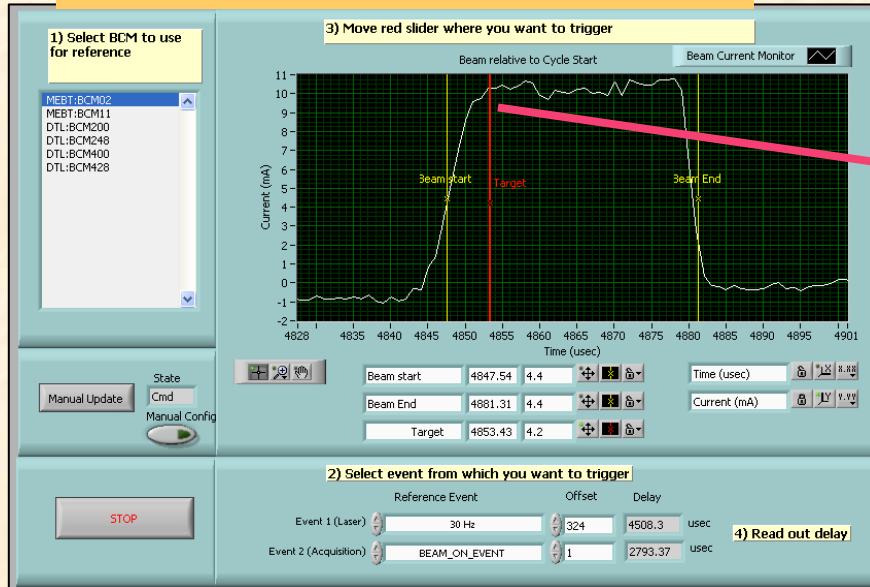 1) Select BCM to use
for reference
MEBT:BCM02
MEBT:BCM11
DTL:BCM200
DTL:BCM248
DTL:BCM400
DTL:BCM428
3) Move red slider where you want to trigger
Beam relative to Cycle Start
Beam Current Monitor
Current (mA)
11
10
9
8
7
6
5
4
3
2
1
0
-1
-2
Beam start
Target
Beam End
4828 4835 4840 4845 4850 4855 4860 4865 4870 4875 4880 4885 4890 4895 4901
Time (usec)
Manual Update
State
Cmd
Manual Config
Beam start 4847.54 4.4
Beam End 4881.31 4.4
Target 4853.43 4.2
Time (usec) X X.XX
Current (mA) Y Y.YY
STOP
2) Select event from which you want to trigger
Reference Event Offset Delay
Event 1 (Laser) 30 Hz 324 4508.3 usec
Event 2 (Acquisition) BEAM_ON_EVENT 1 2793.37 usec
4) Read out delay